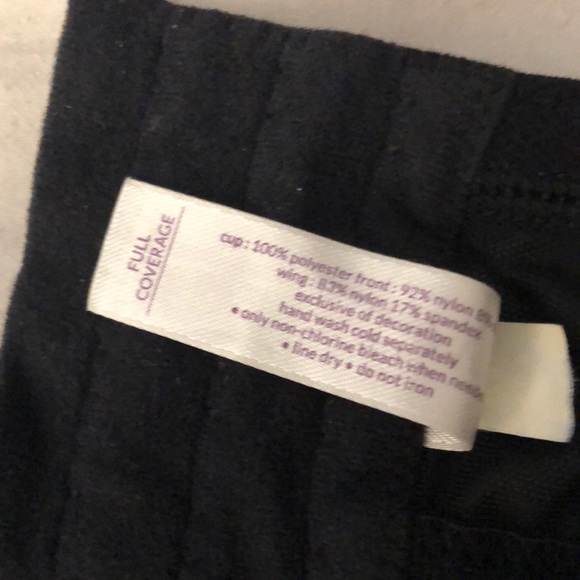 FULL
COVERAGE
cup : 100% polyester front : 92% nylon 8%
wing : 83% nylon 17% spandex
exclusive of decoration
hand wash cold separately
• only non-chlorine bleach when
• line dry • do not iron